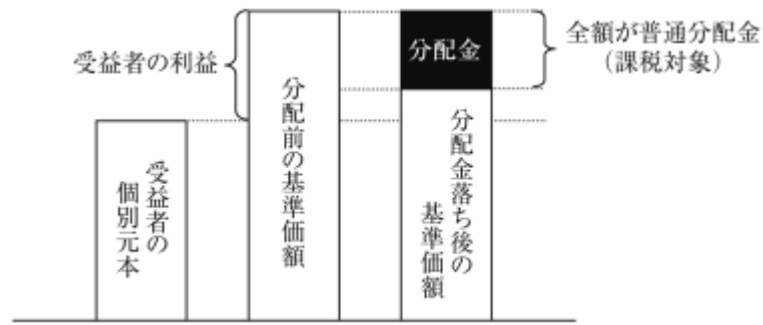 受益者の利益
受益者の
個別元本
分配前の基準価額
分配金
分配金落ち後の
基準価額
全額が普通分配金
（課税対象）